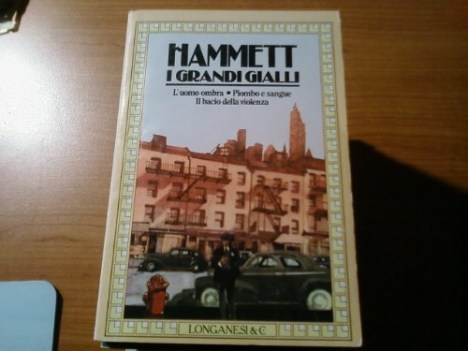 HAMMETT
I GRANDI GIALLI
L'uomo ombra • Piombo e sangue
Il bacio della violenza
LONGANESI & C.